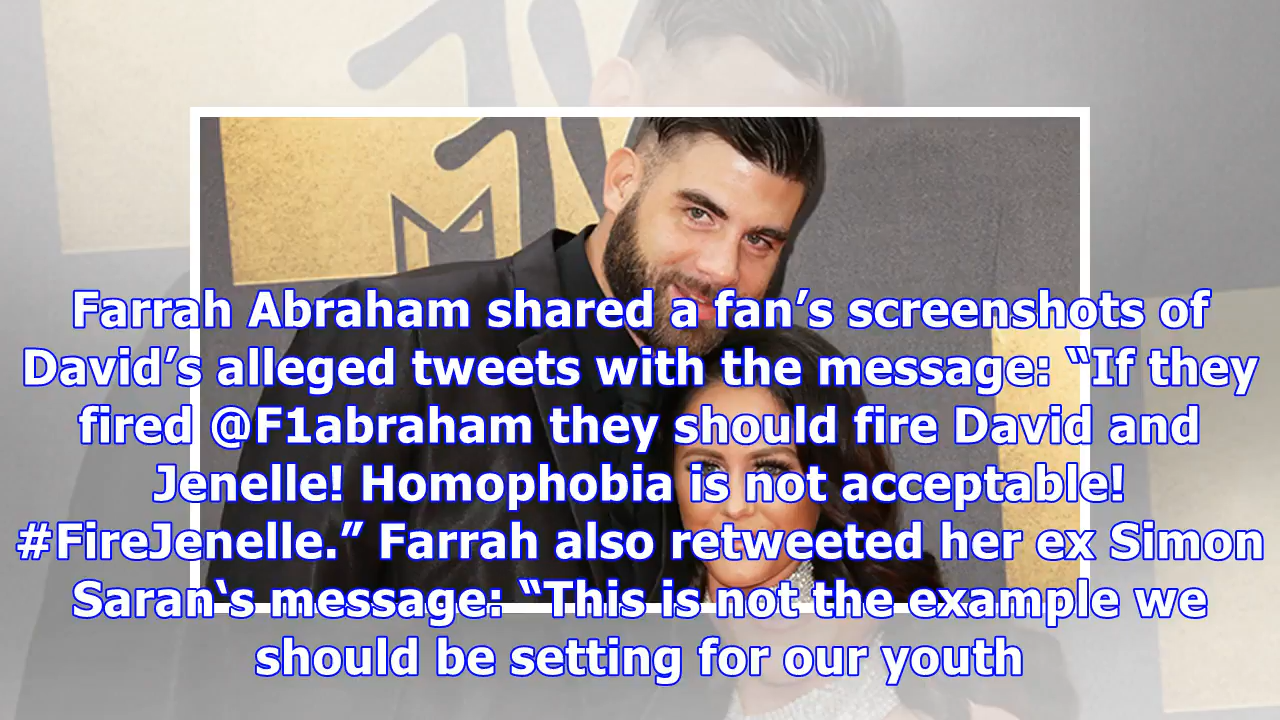 Farrah Abraham shared a fan’s screenshots of
David’s alleged tweets with the message: “If they
fired @F1abraham they should fire David and
Jenelle! Homophobia is not acceptable!
#FireJenelle.” Farrah also retweeted her ex Simon
Saran‘s message: “This is not the example we
should be setting for our youth